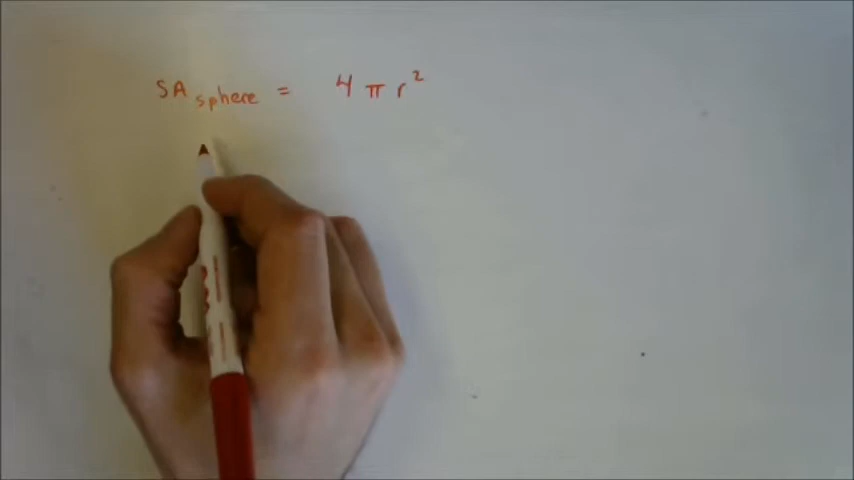 SA sphere = 4 π r²